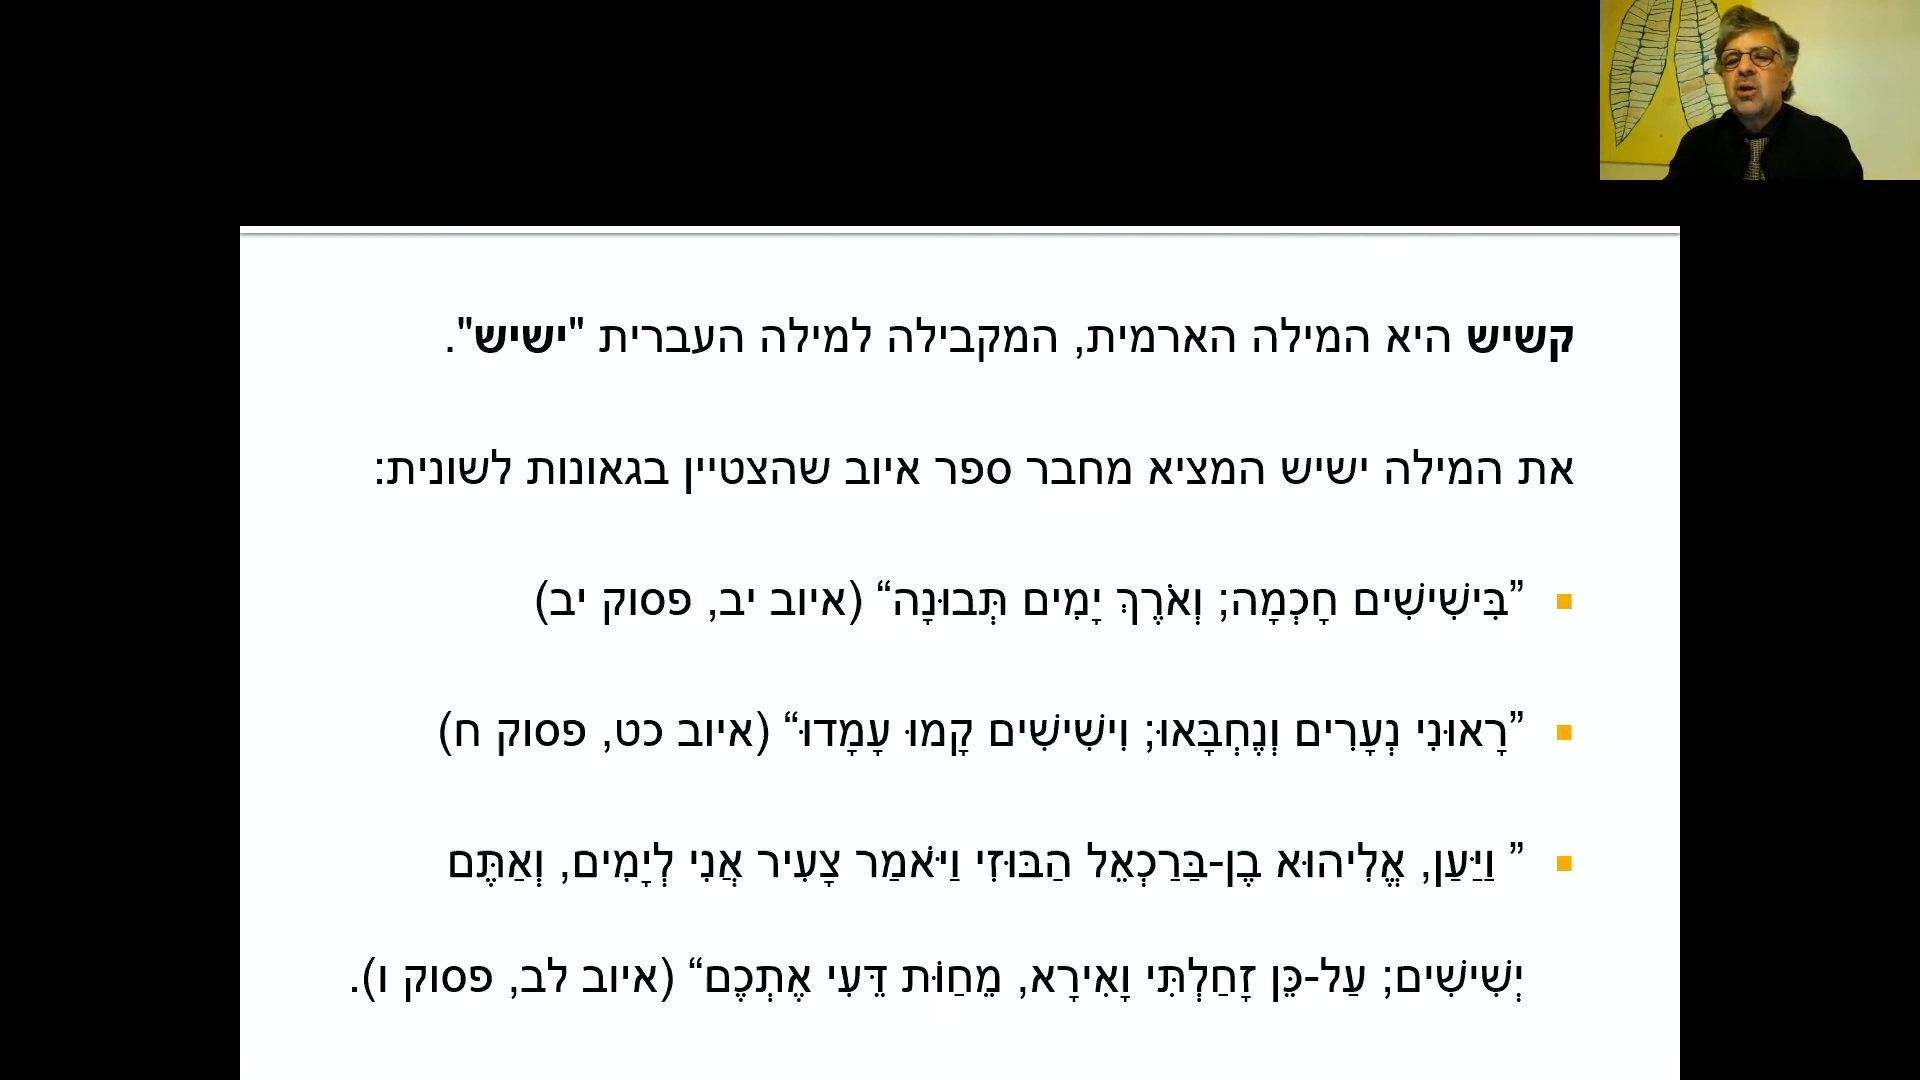 קשיש היא המילה הארמית, המקבילה למילה העברית "ישיש".
את המילה ישיש המציא מחבר ספר איוב שהצטיין בגאונות לשונית:
”בִּישִׁישִׁים חָכְמָה; וְאֹרֶךְ יָמִים תְּבוּנָה“ (איוב יב, פסוק יב)
”רָאוּנִי נְעָרִים וְנֶחְבָּאוּ; וִישִׁישִׁים קָמוּ עָמָדוּ“ (איוב כט, פסוק ח)
” וַיַּעַן, אֱלִיהוּא בֶן-בַּרַכְאֵל הַבּוּזִי וַיֹּאמַר צָעִיר אֲנִי לְיָמִים, וְאַתֶּם
יְשִׁישִׁים; עַל-כֵּן זָחַלְתִּי וָאִירָא, מֵחַוֺּת דֵּעִי אֶתְכֶם“ (איוב לב, פסוק ו).